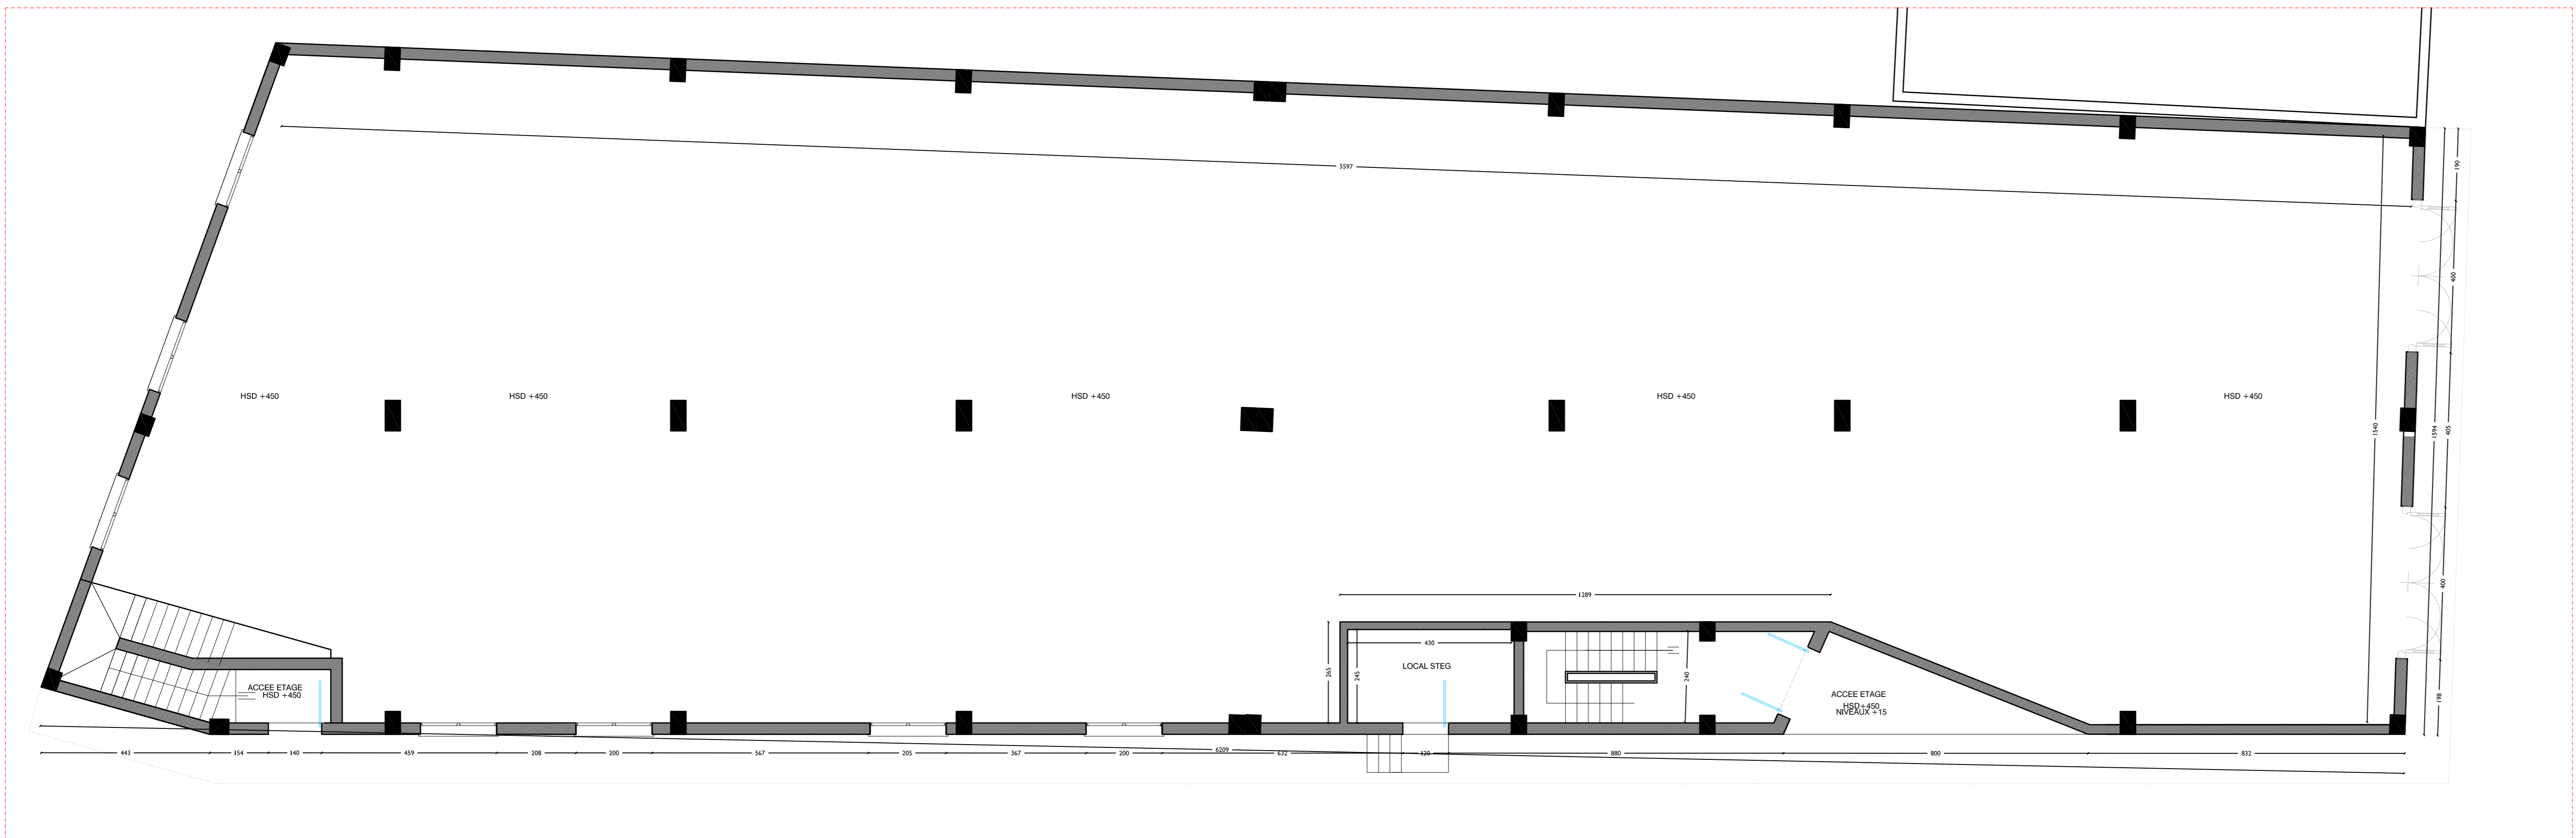 190
5597
400
HSD +450
HSD +450
HSD +450
HSD +450
HSD +450
1540
1594
405
400
1289
430
265
245
LOCAL STEG
240
ACCEE ETAGE
HSD +450
ACCEE ETAGE
HSD+450
NIVEAUX +15
198
443
154
140
459
208
200
567
205
367
200
6209
632
120
880
800
832